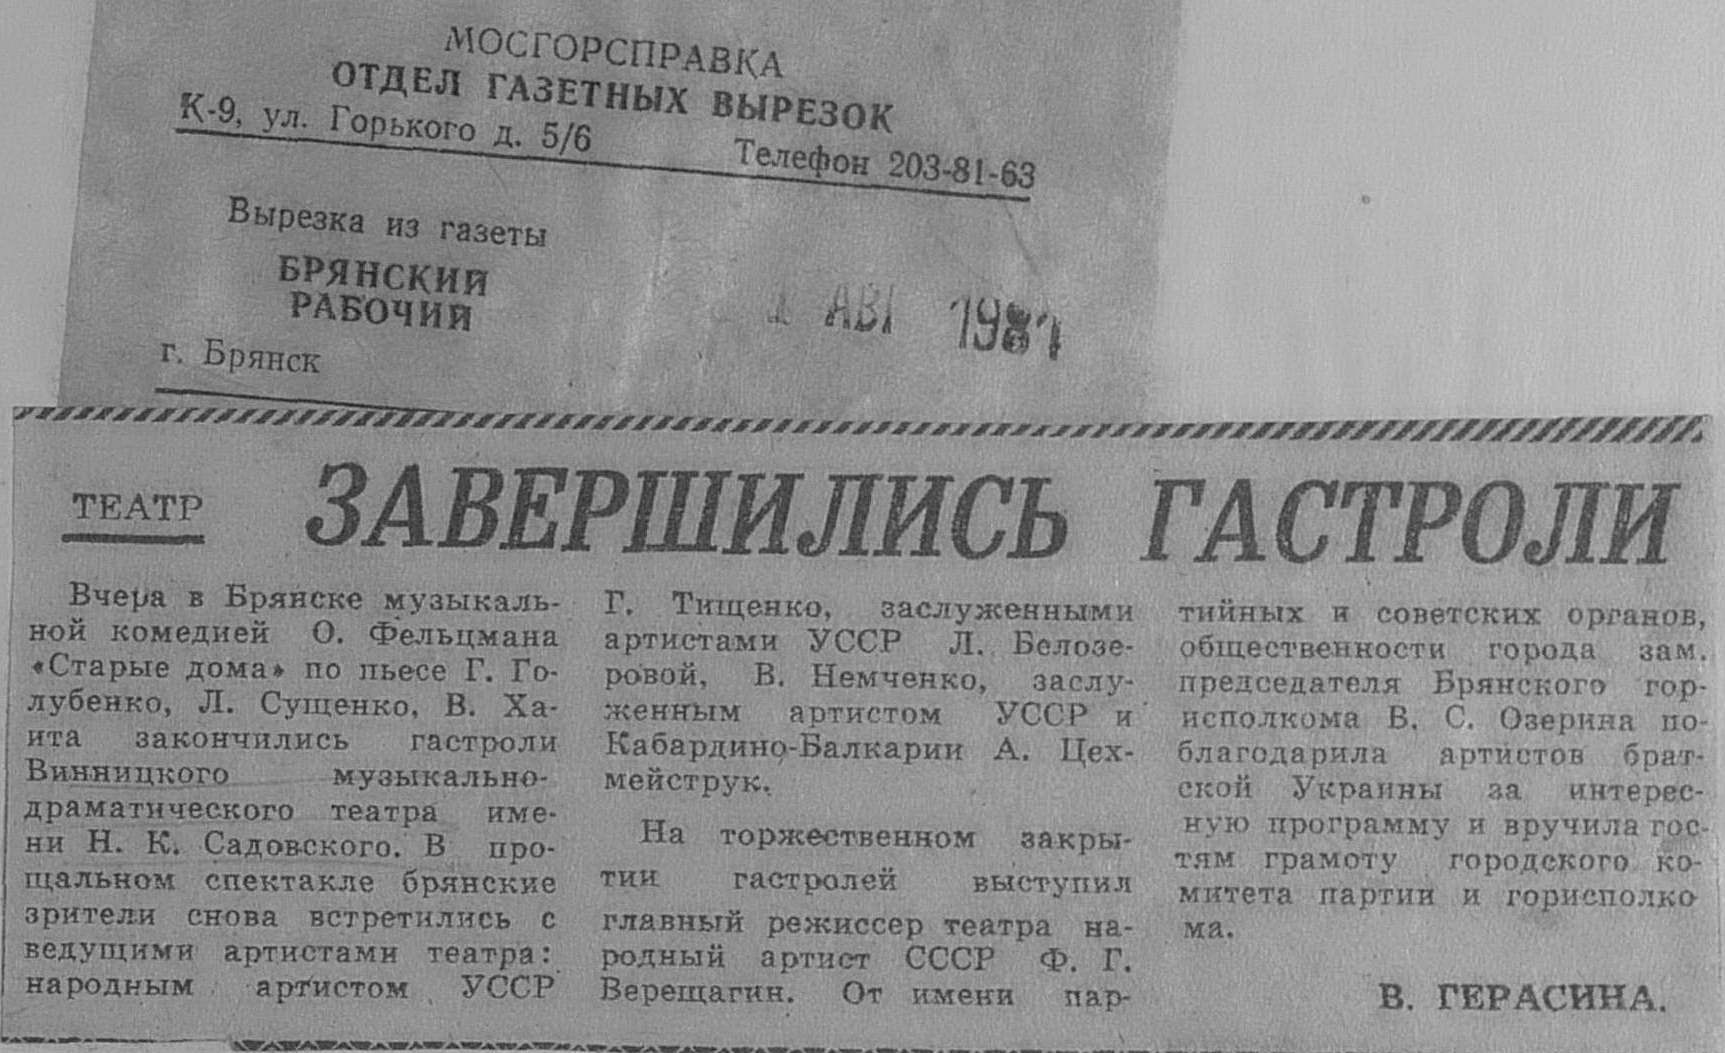 МОСГОРСПРАВКА
ОТДЕЛ ГАЗЕТНЫХ ВЫРЕЗОК
К-9, ул. Горького д. 5/6 Телефон 203-81-63
Вырезка из газеты
БРЯНСКИЙ
РАБОЧИЙ
г. Брянск
1 АВГ 1981
ТЕАТР
ЗАВЕРШИЛИСЬ ГАСТРОЛИ
Вчера в Брянске музыкаль-
ной комедией О. Фельцмана
«Старые дома» по пьесе Г. Го-
лубенко, Л. Сущенко, В. Ха-
ита закончились гастроли
Винницкого музыкально-
драматического театра име-
ни Н. К. Садовского. В про-
щальном спектакле брянские
зрители снова встретились с
ведущими артистами театра:
народным артистом УССР
Г. Тищенко, заслуженными
артистами УССР Л. Белозе-
ровой, В. Немченко, заслу-
женным артистом УССР и
Кабардино-Балкарии А. Цех-
мейструк.
На торжественном закры-
тии гастролей выступил
главный режиссер театра на-
родный артист СССР Ф. Г.
Верещагин. От имени пар-
тийных и советских органов,
общественности города зам.
председателя Брянского гор-
исполкома В. С. Озерина по-
благодарила артистов брат-
ской Украины за интерес-
ную программу и вручила гос-
тям грамоту городского ко-
митета партии и горисполко
ма.
В. ГЕРАСИНА.